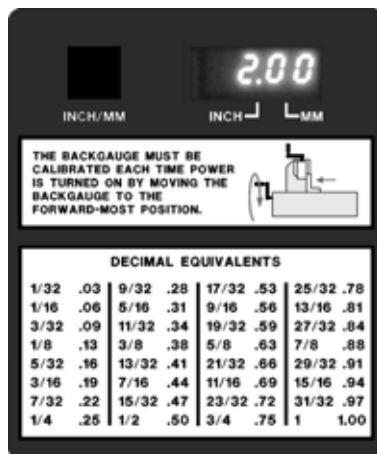 2.00
INCH/MM
INCH MM
THE BACKGAUGE MUST BE
CALIBRATED EACH TIME POWER
IS TURNED ON BY MOVING THE
BACKGAUGE TO THE
FORWARD-MOST POSITION.
DECIMAL EQUIVALENTS
1/32 .03 9/32 .28 17/32 .53 25/32 .78
1/16 .06 5/16 .31 9/16 .56 13/16 .81
3/32 .09 11/32 .34 19/32 .59 27/32 .84
1/8 .13 3/8 .38 5/8 .63 7/8 .88
5/32 .16 13/32 .41 21/32 .66 29/32 .91
3/16 .19 7/16 .44 11/16 .69 15/16 .94
7/32 .22 15/32 .47 23/32 .72 31/32 .97
1/4 .25 1/2 .50 3/4 .75 1 1.00